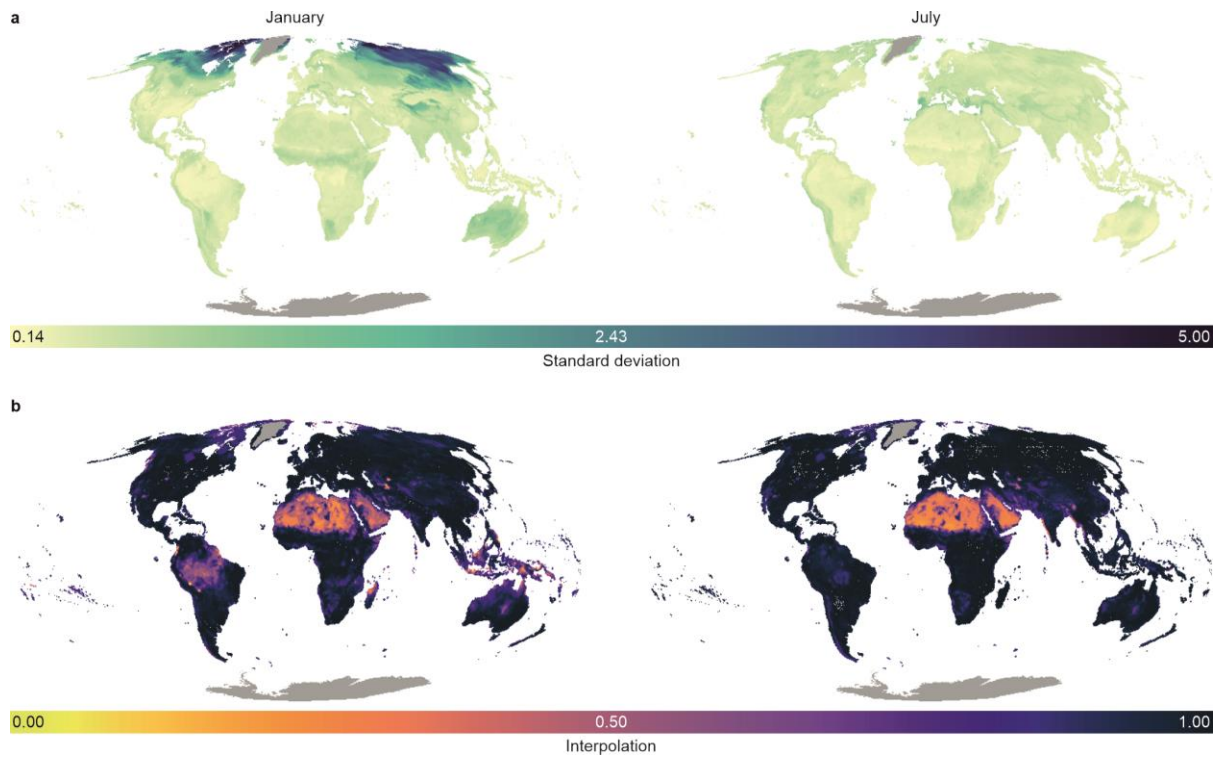 a
January
July
0.14 2.43 5.00
Standard deviation
b
0.00 0.50 1.00
Interpolation